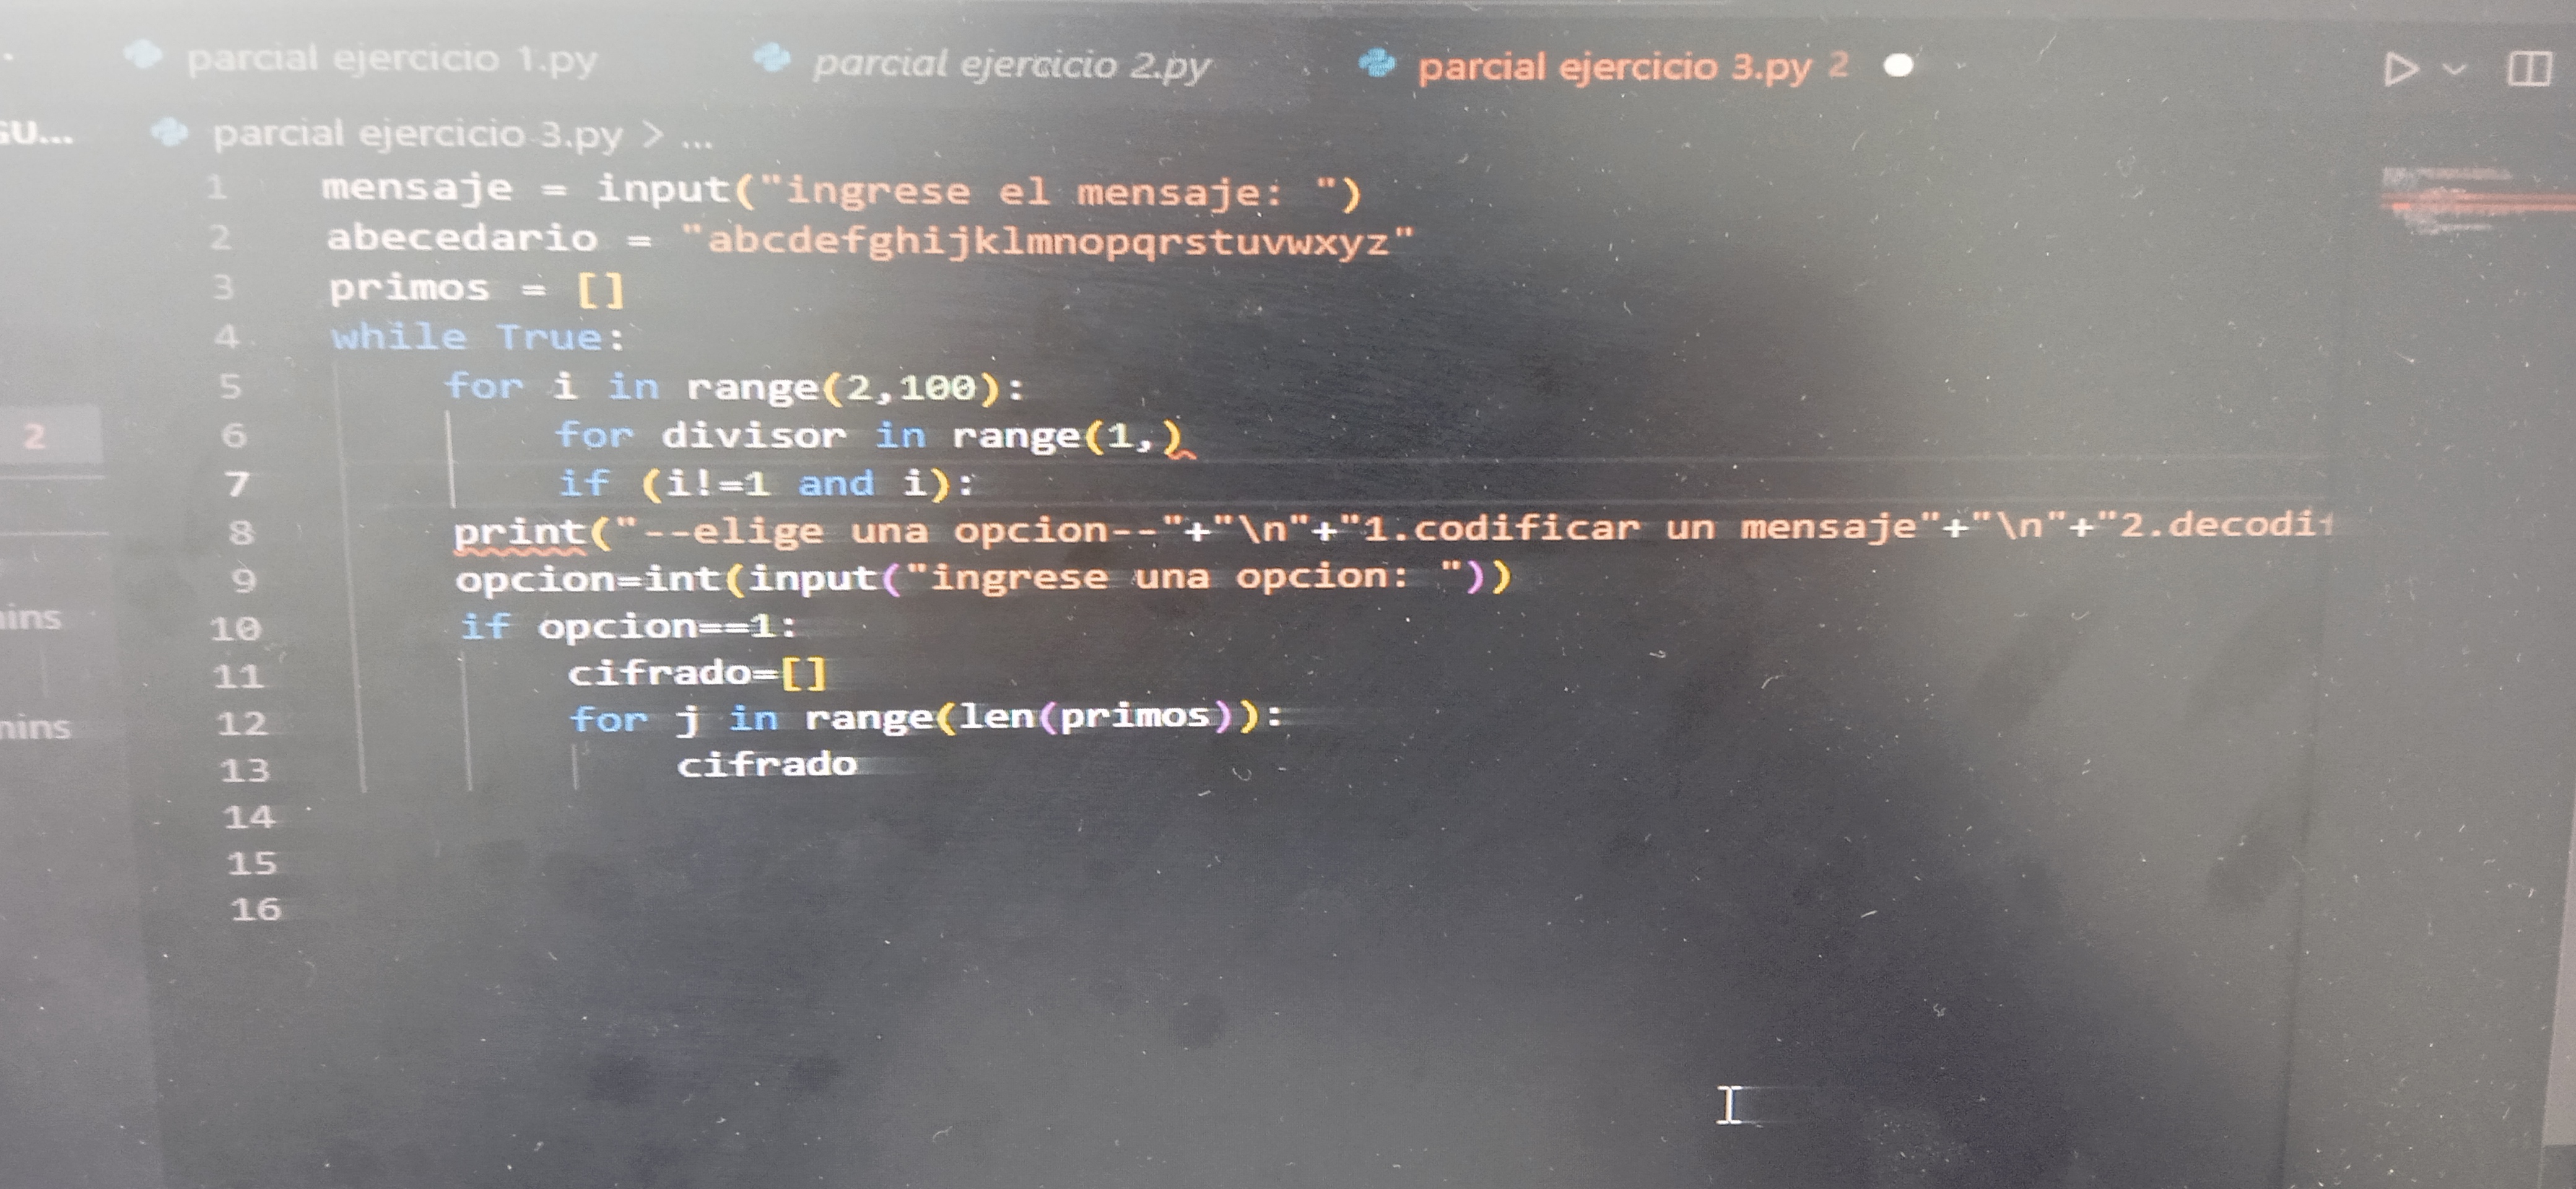 parcial ejercicio 1.py
parcial ejercicio 2.py
parcial ejercicio 3.py 2
GU...
parcial ejercicio 3.py > ...
1 mensaje = input("ingrese el mensaje: ")
2 abecedario = "abcdefghijklmnopqrstuvwxyz"
3 primos = []
4 while True:
5 for i in range(2,100):
2
6 for divisor in range(1,)
7 if (i!=1 and i):
8 print("--elige una opcion--"+"\n"+"1.codificar un mensaje"+"\n"+"2.decodi
9 opcion=int(input("ingrese una opcion: "))
10 if opcion==1:
11 cifrado=[]
12 for j in range(len(primos)):
13 cifrado
14
15
16